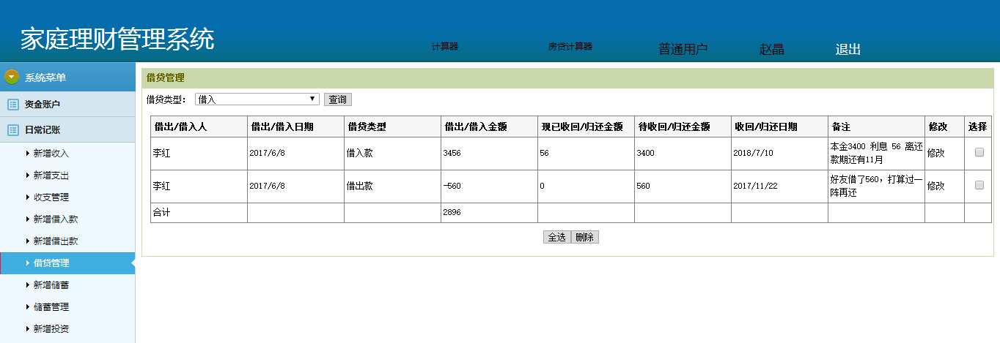 家庭理财管理系统
计算器 房贷计算器 普通用户 赵晶 退出
系统菜单
资金账户
日常记账
新增收入
新增支出
收支管理
新增借入款
新增借出款
借贷管理
新增储蓄
储蓄管理
新增投资
借贷管理
借贷类型： 借入 查询
借出/借入人 借出/借入日期 借贷类型 借出/借入金额 现已收回/归还金额 待收回/归还金额 收回/归还日期 备注 修改 选择
李红 2017/6/8 借入款 3456 56 3400 2018/7/10 本金3400 利息 56 离还
款期还有11月 修改
李红 2017/6/8 借出款 -560 0 560 2017/11/22 好友借了560，打算过一
阵再还 修改
合计 2896
全选 删除